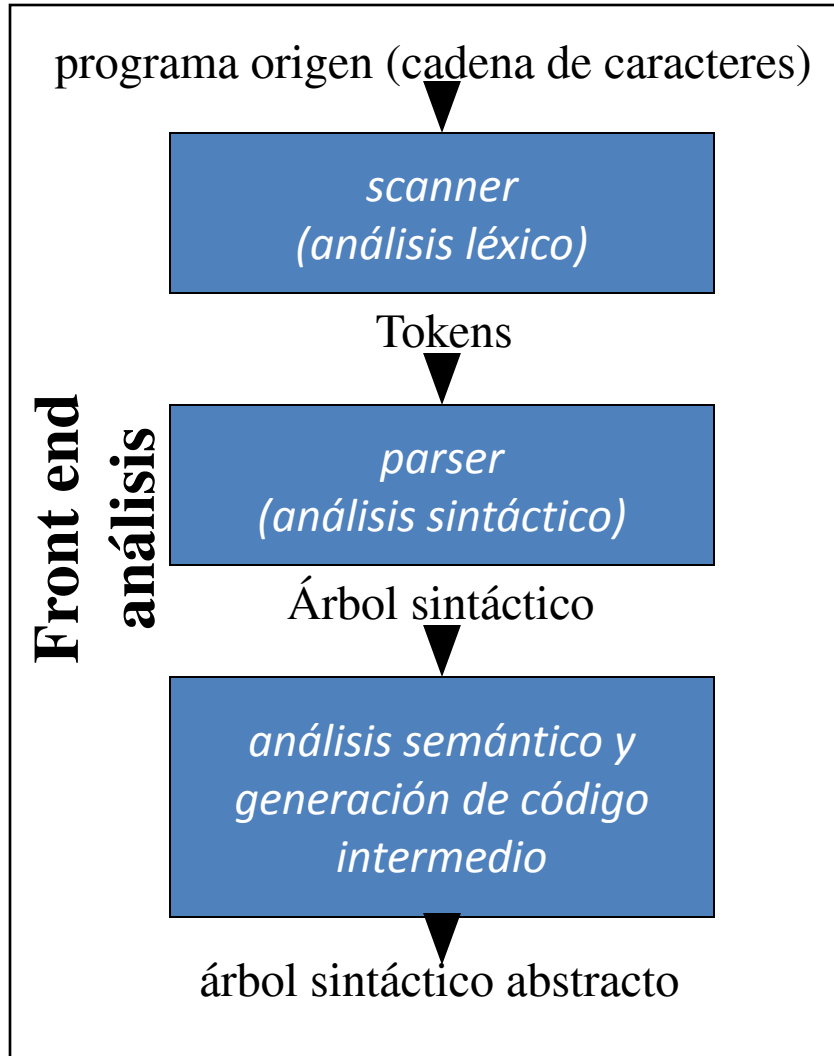 programa origen (cadena de caracteres)
scanner
(análisis léxico)
Tokens
Front end
análisis
parser
(análisis sintáctico)
Árbol sintáctico
análisis semántico y
generación de código
intermedio
árbol sintáctico abstracto